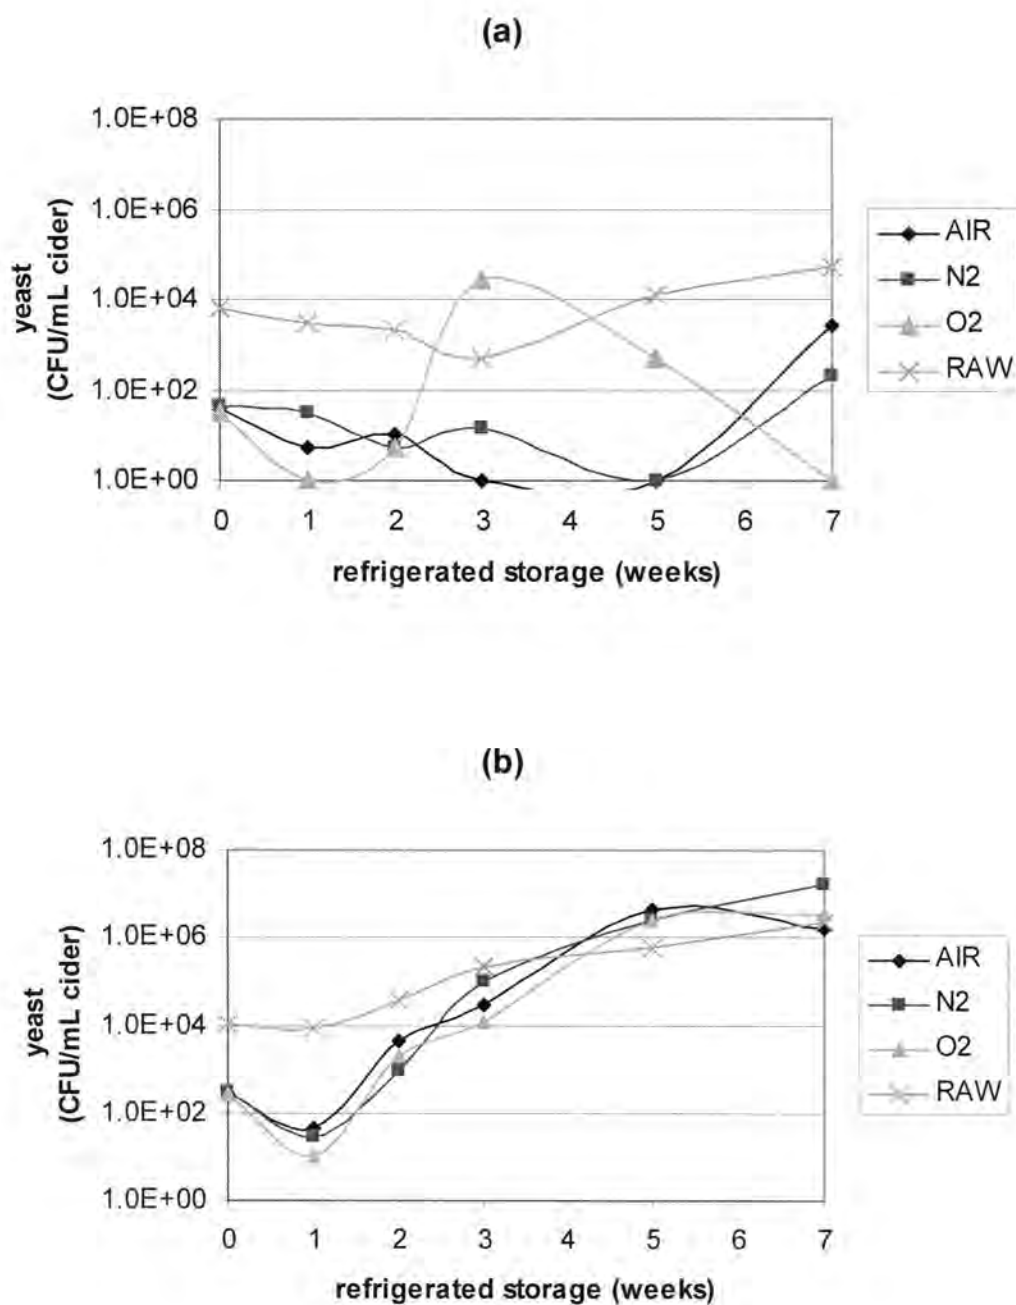 (a)
1.0E+08
1.0E+06
1.0E+04
1.0E+02
1.0E+00
yeast
(CFU/mL cider)
0 1 2 3 4 5 6 7
refrigerated storage (weeks)
AIR
N2
O2
RAW
(b)
1.0E+08
1.0E+06
1.0E+04
1.0E+02
1.0E+00
yeast
(CFU/mL cider)
0 1 2 3 4 5 6 7
refrigerated storage (weeks)
AIR
N2
O2
RAW